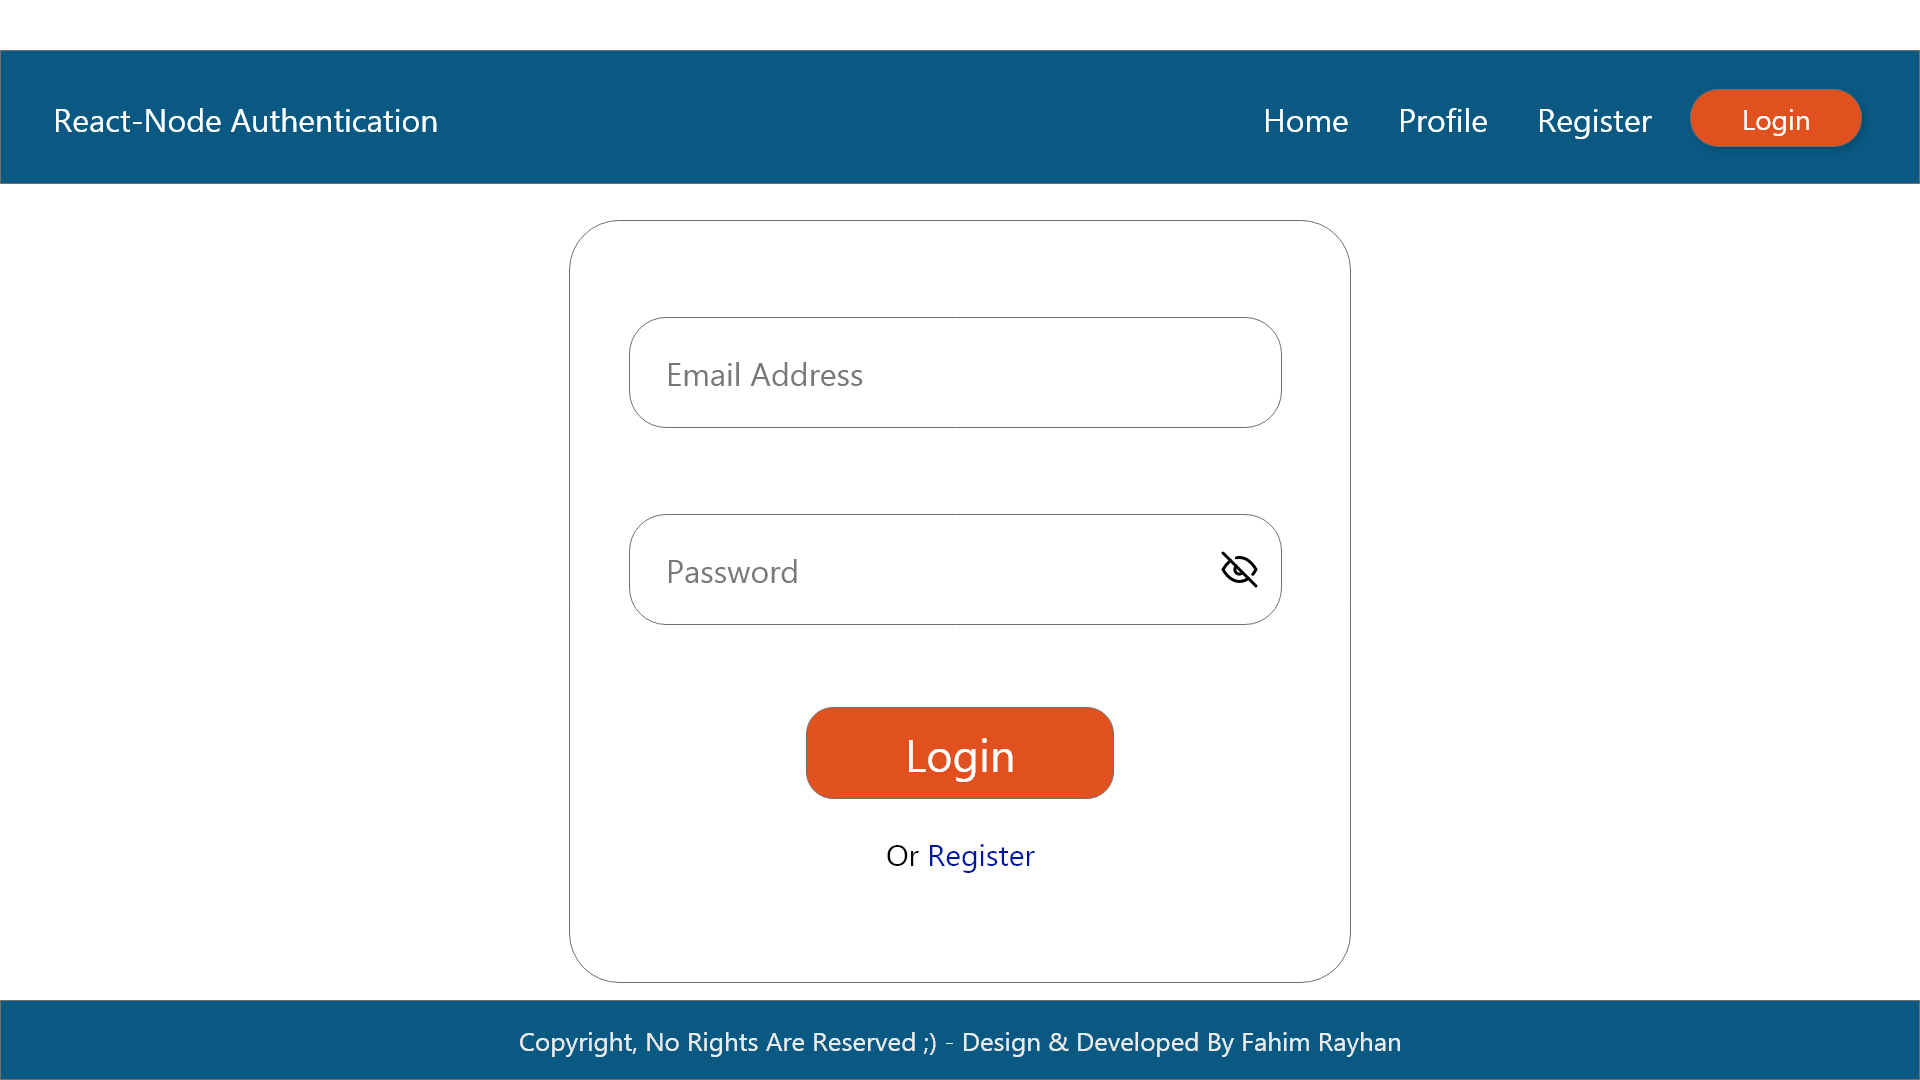 React-Node Authentication
Home Profile Register Login
Email Address
Password
Login
Or Register
Copyright, No Rights Are Reserved ;) - Design & Developed By Fahim Rayhan